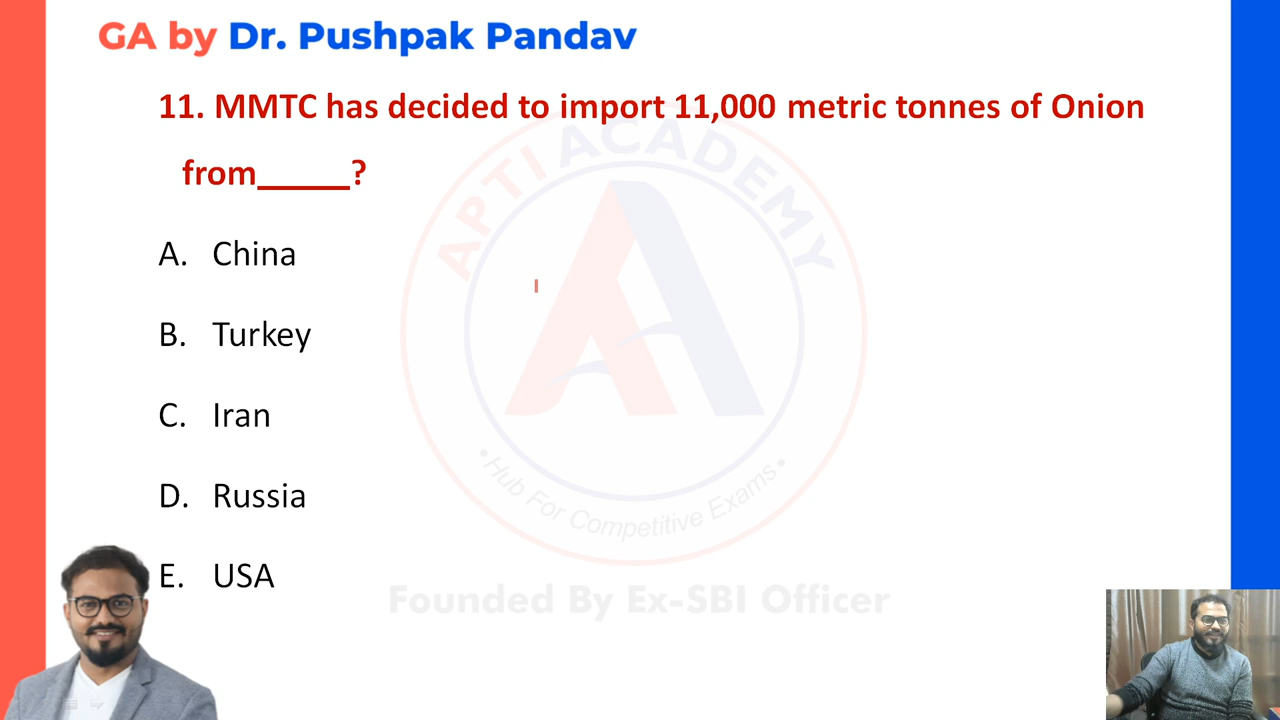 GA by Dr. Pushpak Pandav
11. MMTC has decided to import 11,000 metric tonnes of Onion
from_____?
A. China
B. Turkey
C. Iran
D. Russia
E. USA
APTI ACADEMY
•Hub For Competitive Exams•
Founded By Ex-SBI Officer